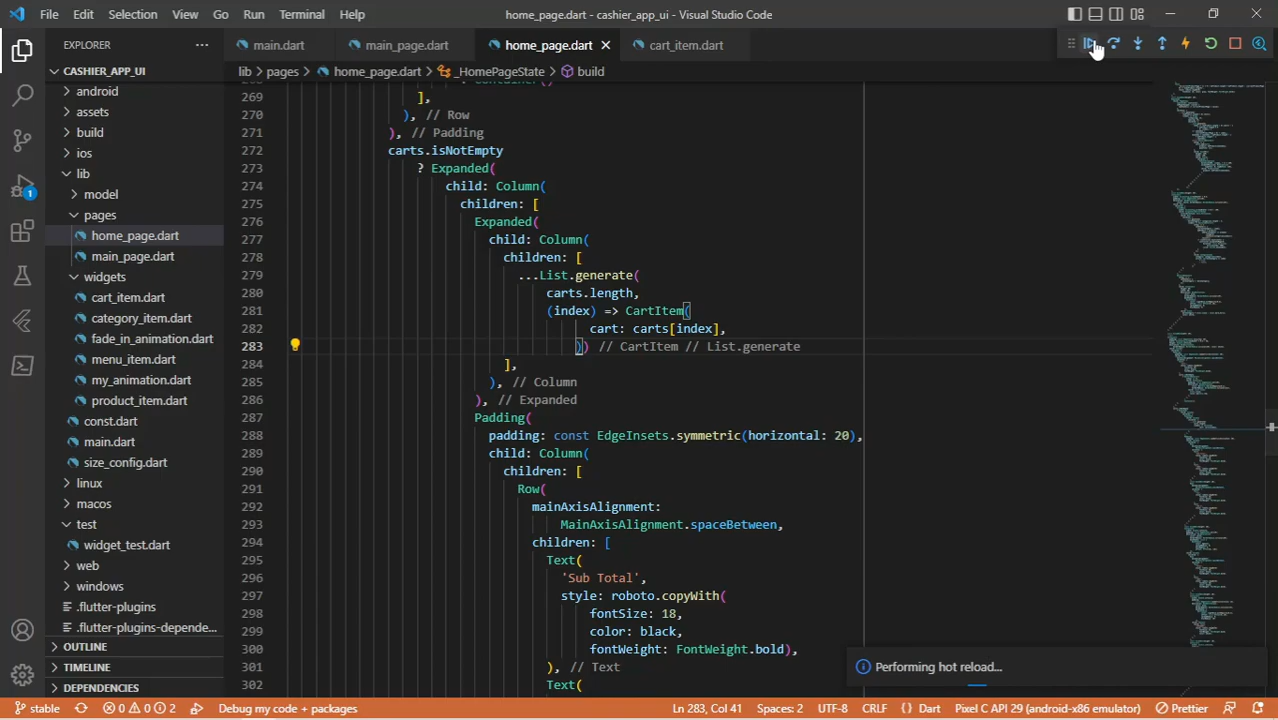 File Edit Selection View Go Run Terminal Help
home_page.dart - cashier_app_ui - Visual Studio Code
EXPLORER
main.dart main_page.dart home_page.dart cart_item.dart
CASHIER_APP_UI
lib > pages > home_page.dart > _HomePageState > build
android
assets
build
ios
lib
model
pages
home_page.dart
main_page.dart
widgets
cart_item.dart
category_item.dart
fade_in_animation.dart
menu_item.dart
my_animation.dart
product_item.dart
const.dart
main.dart
size_config.dart
linux
macos
test
widget_test.dart
web
windows
.flutter-plugins
.flutter-plugins-depende...
OUTLINE
TIMELINE
DEPENDENCIES
1
269 ],
270 ), // Row
271 ), // Padding
272 carts.isNotEmpty
273 ? Expanded(
274 child: Column(
275 children: [
276 Expanded(
277 child: Column(
278 children: [
279 ...List.generate(
280 carts.length,
281 (index) => CartItem(
282 cart: carts[index],
283 )) // CartItem // List.generate
284 ],
285 ), // Column
286 ), // Expanded
287 Padding(
288 padding: const EdgeInsets.symmetric(horizontal: 20),
289 child: Column(
290 children: [
291 Row(
292 mainAxisAlignment:
293 MainAxisAlignment.spaceBetween,
294 children: [
295 Text(
296 'Sub Total',
297 style: roboto.copyWith(
298 fontSize: 18,
299 color: black,
300 fontWeight: FontWeight.bold),
301 ), // Text
302 Text(
Performing hot reload...
stable 0 0 2 Debug my code + packages Ln 283, Col 41 Spaces: 2 UTF-8 CRLF {} Dart Pixel C API 29 (android-x86 emulator) Prettier